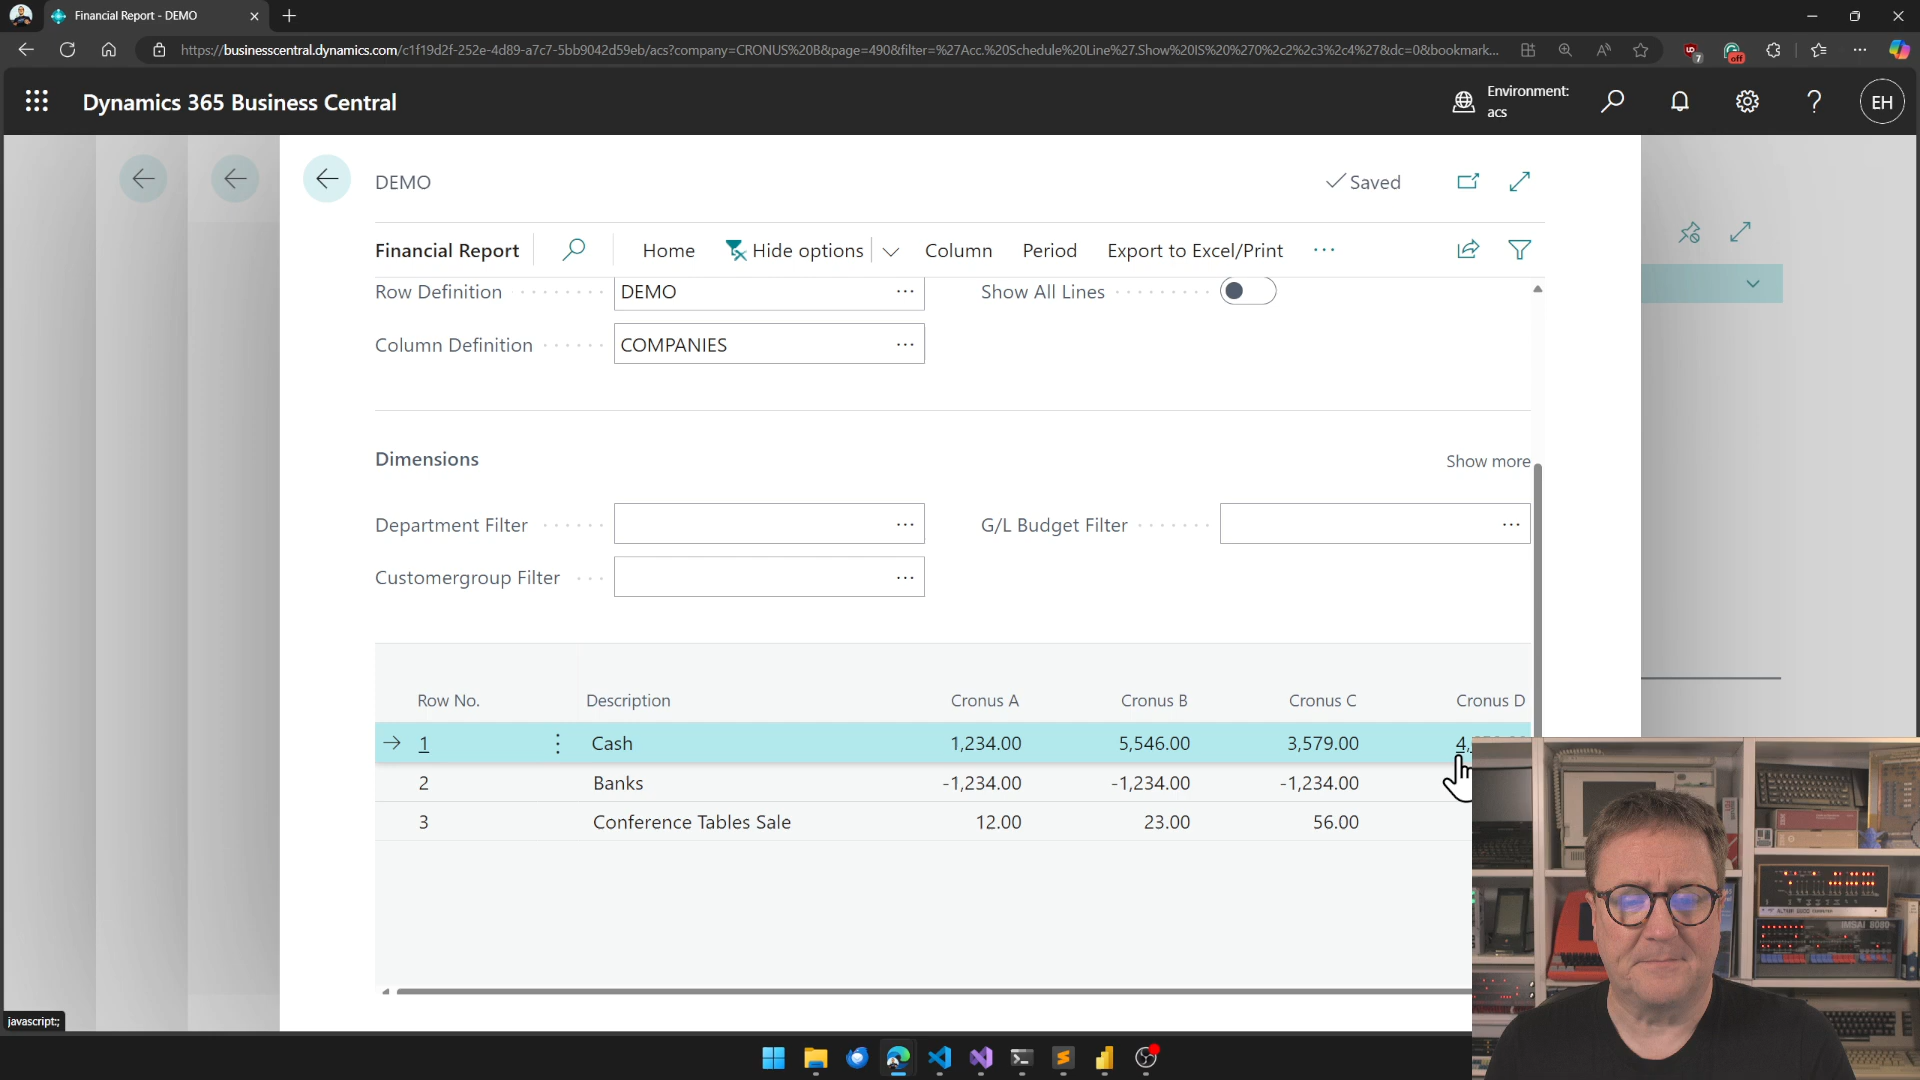 Financial Report - DEMO
https://businesscentral.dynamics.com/c1f19d2f-252e-4d89-a7c7-5bb9042d59eb/acs?company=CRONUS%20B&page=490&filter=%27Acc.%20Schedule%20Line%27.Show%20IS%20%270%2c2%2c3%2c4%27&dc=0&bookmark...
7
off
Dynamics 365 Business Central
Environment:
acs
EH
DEMO
Saved
Financial Report
Home
Hide options
Column
Period
Export to Excel/Print
Row Definition
DEMO
Show All Lines
Column Definition
COMPANIES
Dimensions
Show more
Department Filter
G/L Budget Filter
Customergroup Filter
Row No. Description Cronus A Cronus B Cronus C Cronus D
1 Cash 1,234.00 5,546.00 3,579.00
2 Banks -1,234.00 -1,234.00 -1,234.00
3 Conference Tables Sale 12.00 23.00 56.00
javascript:;
IMSAI 8080